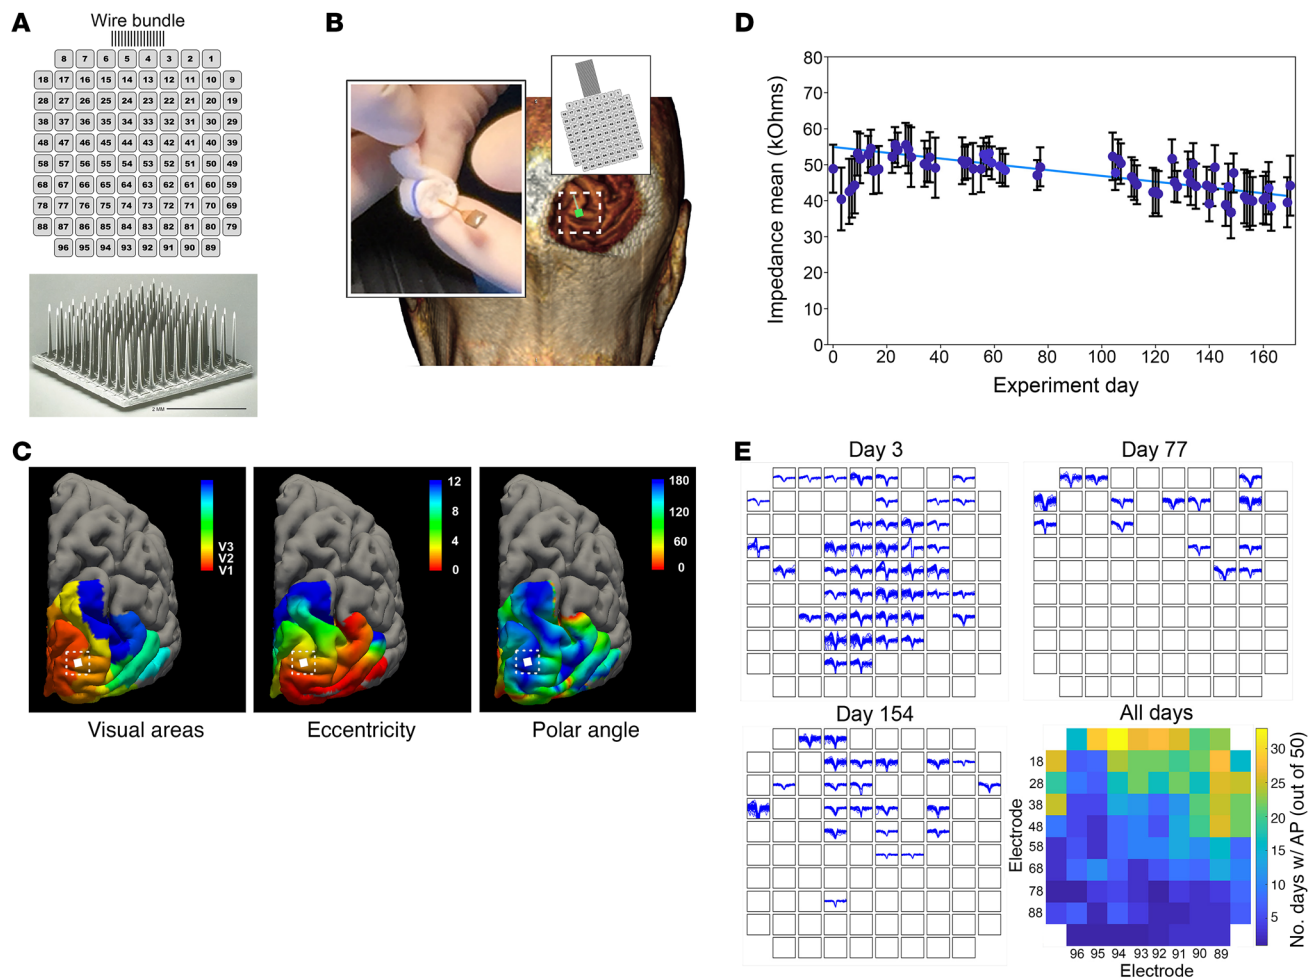 A
Wire bundle
8 7 6 5 4 3 2 1
18 17 16 15 14 13 12 11 10 9
28 27 26 25 24 23 22 21 20 19
38 37 36 35 34 33 32 31 30 29
48 47 46 45 44 43 42 41 40 39
58 57 56 55 54 53 52 51 50 49
68 67 66 65 64 63 62 61 60 59
78 77 76 75 74 73 72 71 70 69
88 87 86 85 84 83 82 81 80 79
96 95 94 93 92 91 90 89
2 MM
B
C
V3
V2
V1
Visual areas
12
8
4
0
Eccentricity
180
120
60
0
Polar angle
D
Impedance mean (kOhms)
80
70
60
50
40
30
20
10
0
0 20 40 60 80 100 120 140 160
Experiment day
E
Day 3
Day 77
Day 154
All days
Electrode
18
28
38
48
58
68
78
88
96 95 94 93 92 91 90 89
Electrode
30
25
20
15
10
5
No. days w/ AP (out of 50)